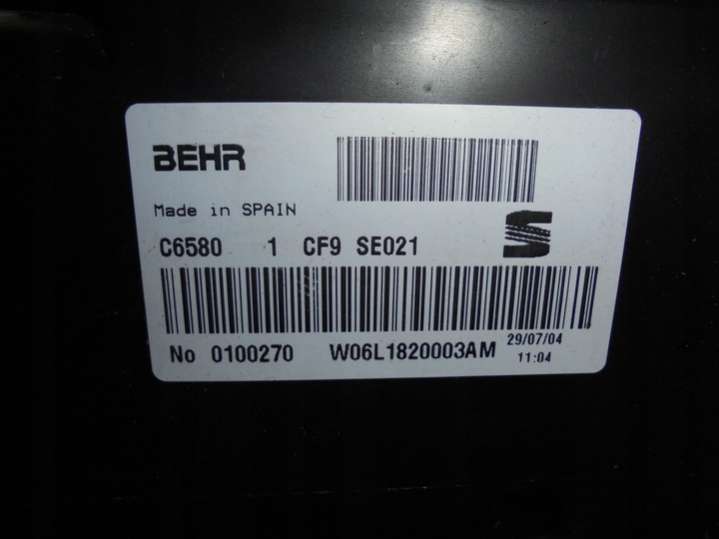 BEHR
Made in SPAIN
C6580 1 CF9 SE021
No 0100270 W06L1820003AM 29/07/04
11:04